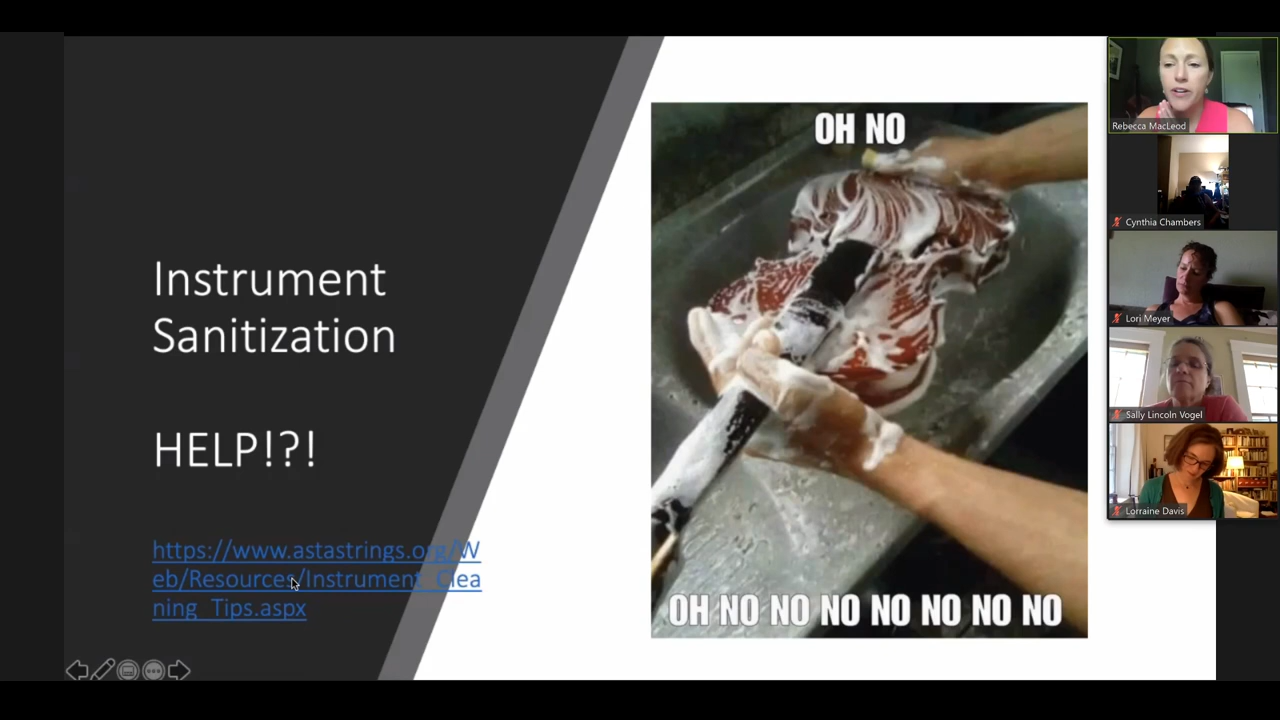 Instrument
Sanitization
HELP!?!
https://www.astastrings.org/W
eb/Resources/Instrument_Clea
ning_Tips.aspx
OH NO
OH NO NO NO NO NO NO NO
Rebecca MacLeod
Cynthia Chambers
Lori Meyer
Sally Lincoln Vogel
Lorraine Davis